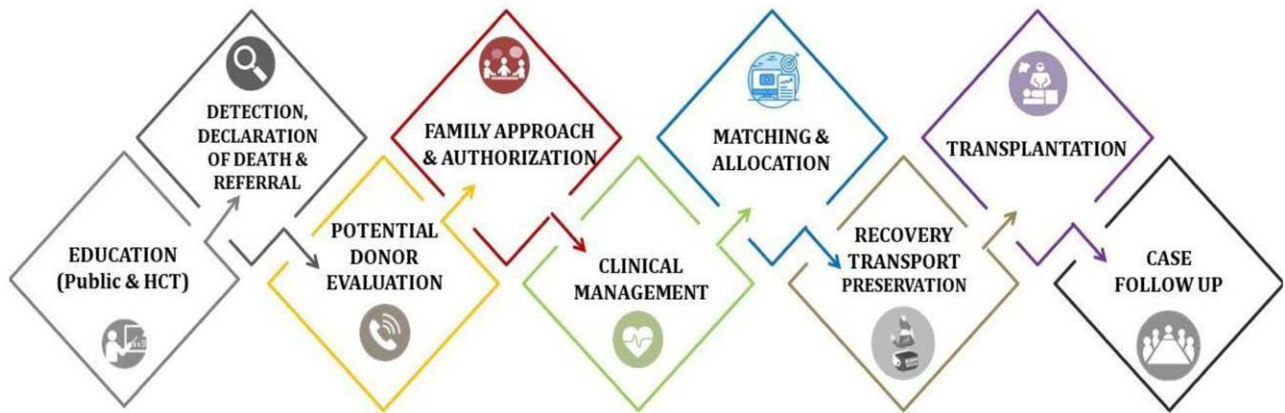 EDUCATION
(Public & HCT)
DETECTION,
DECLARATION
OF DEATH &
REFERRAL
POTENTIAL
DONOR
EVALUATION
FAMILY APPROACH
& AUTHORIZATION
CLINICAL
MANAGEMENT
MATCHING &
ALLOCATION
RECOVERY
TRANSPORT
PRESERVATION
TRANSPLANTATION
CASE
FOLLOW UP